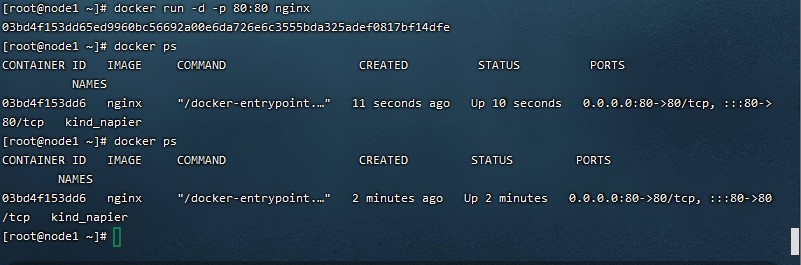 [root@node1 ~]# docker run -d -p 80:80 nginx
03bd4f153dd65ed9960bc56692a00e6da726e6c3555bda325adef0817bf14dfe
[root@node1 ~]# docker ps
CONTAINER ID   IMAGE     COMMAND                   CREATED          STATUS          PORTS
          NAMES
03bd4f153dd6   nginx     "/docker-entrypoint.…"   11 seconds ago   Up 10 seconds   0.0.0.0:80->80/tcp, :::80->
80/tcp   kind_napier
[root@node1 ~]# docker ps
CONTAINER ID   IMAGE     COMMAND                   CREATED         STATUS         PORTS
        NAMES
03bd4f153dd6   nginx     "/docker-entrypoint.…"   2 minutes ago   Up 2 minutes   0.0.0.0:80->80/tcp, :::80->80
/tcp   kind_napier
[root@node1 ~]#